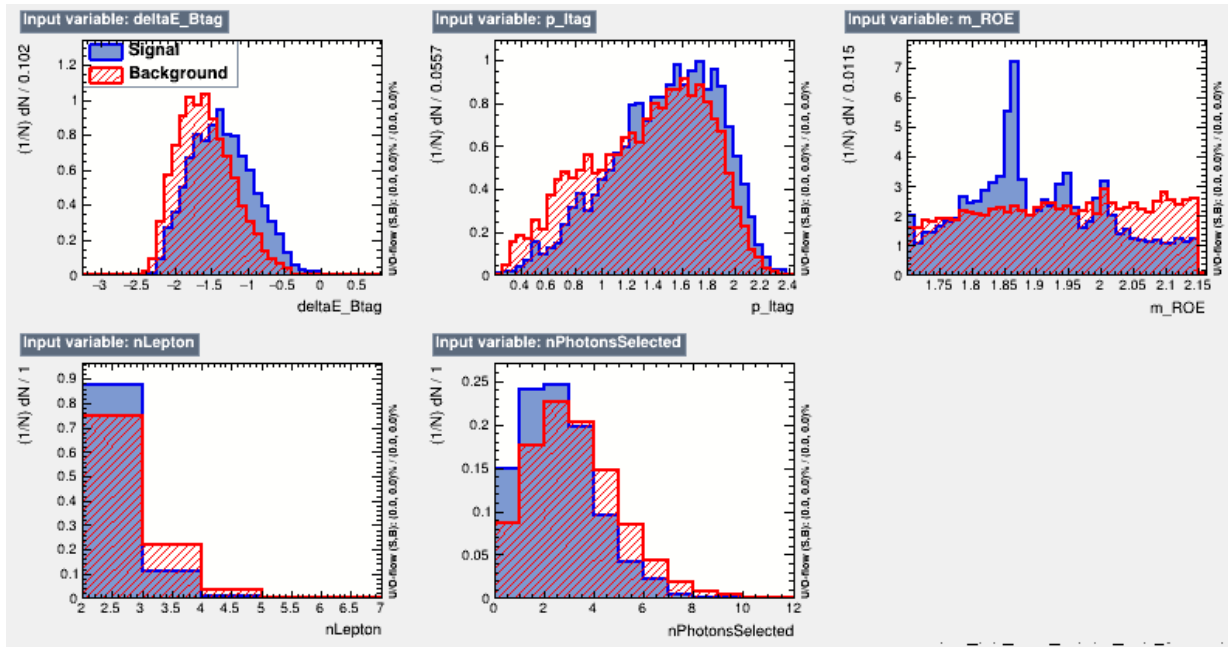 Input variable: deltaE_Btag
(1/N) dN / 0.102
1.2
1
0.8
0.6
0.4
0.2
0
Signal
Background
U/O-flow (S,B): (0.0, 0.0)% / (0.0, 0.0)%
−3 −2.5 −2 −1.5 −1 −0.5 0 0.5
deltaE_Btag
Input variable: p_ltag
(1/N) dN / 0.0557
1
0.8
0.6
0.4
0.2
0
U/O-flow (S,B): (0.0, 0.0)% / (0.0, 0.0)%
0.4 0.6 0.8 1 1.2 1.4 1.6 1.8 2 2.2 2.4
p_ltag
Input variable: m_ROE
(1/N) dN / 0.0115
7
6
5
4
3
2
1
0
U/O-flow (S,B): (0.0, 0.0)% / (0.0, 0.0)%
1.75 1.8 1.85 1.9 1.95 2 2.05 2.1 2.15
m_ROE
Input variable: nLepton
(1/N) dN / 1
0.9
0.8
0.7
0.6
0.5
0.4
0.3
0.2
0.1
0
U/O-flow (S,B): (0.0, 0.0)% / (0.0, 0.0)%
2 2.5 3 3.5 4 4.5 5 5.5 6 6.5 7
nLepton
Input variable: nPhotonsSelected
(1/N) dN / 1
0.25
0.2
0.15
0.1
0.05
0
U/O-flow (S,B): (0.0, 0.0)% / (0.0, 0.0)%
0 2 4 6 8 10 12
nPhotonsSelected